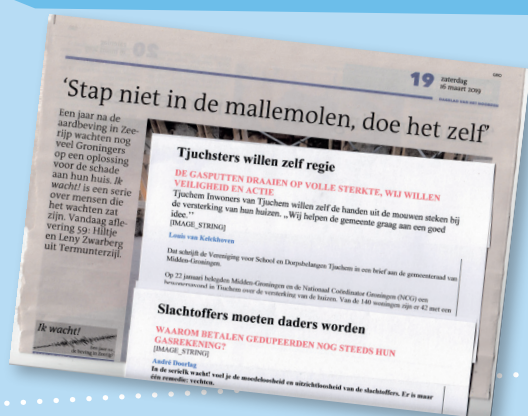 19 zaterdag
16 maart 2019
'Stap niet in de mallemolen, doe het zelf'
Een jaar na de
aardbeving in Zee-
rijp wachten nog
veel Groningers
op een oplossing
voor de schade
aan hun huis. Ik
wacht! is een serie
over mensen die
het wachten zat
zijn. Vandaag afle-
vering 59: Hiltje
en Leny Zwarberg
uit Termunterzijl.
Tjuchsters willen zelf regie
DE GASPUTTEN DRAAIEN OP VOLLE STERKTE, WIJ WILLEN
VEILIGHEID EN ACTIE
Tjuchem Inwoners van Tjuchem willen zelf de handen uit de mouwen steken bij
de versterking van hun huizen. ,,Wij helpen de gemeente graag aan een goed
idee.''
[IMAGE_STRING]
Louis van Kelckhoven
Dat schrijft de Vereniging voor School en Dorpsbelangen Tjuchem in een brief aan de gemeenteraad van
Midden-Groningen.
Op 22 januari belegden Midden-Groningen en de Nationaal Coördinator Groningen (NCG) een
bewonersavond in Tjuchem over de versterking van de huizen. Van de 140 woningen zijn er 42 met een
Slachtoffers moeten daders worden
WAAROM BETALEN GEDUPEERDEN NOG STEEDS HUN
GASREKENING?
[IMAGE_STRING]
André Doorlag
In de serieIk wacht! voel je de moedeloosheid en uitzichtloosheid van de slachtoffers. Er is maar
één remedie: vechten.
Ik wacht!